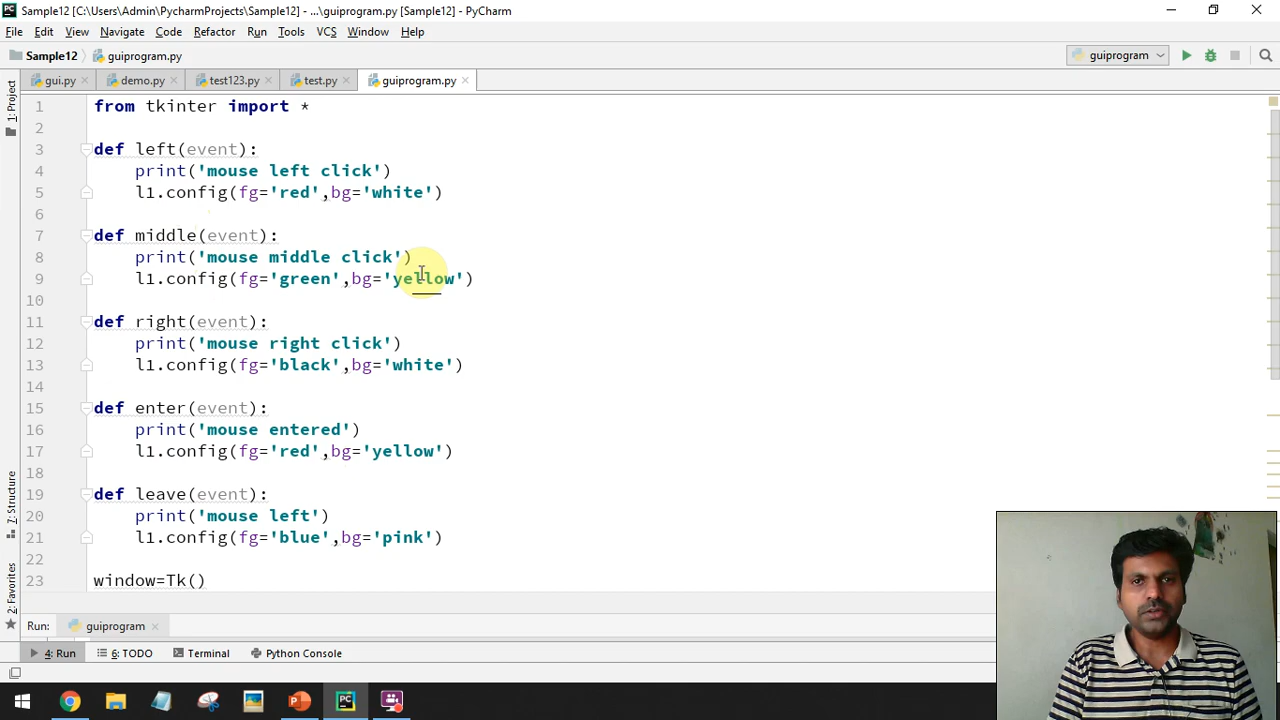 Sample12 [C:\Users\Admin\PycharmProjects\Sample12] - ...\guiprogram.py [Sample12] - PyCharm
File Edit View Navigate Code Refactor Run Tools VCS Window Help
Sample12 guiprogram.py guiprogram
gui.py demo.py test123.py test.py guiprogram.py
1: Project
1 from tkinter import *
2
3 def left(event):
4 print('mouse left click')
5 l1.config(fg='red',bg='white')
6
7 def middle(event):
8 print('mouse middle click')
9 l1.config(fg='green',bg='yellow')
10
11 def right(event):
12 print('mouse right click')
13 l1.config(fg='black',bg='white')
14
15 def enter(event):
16 print('mouse entered')
17 l1.config(fg='red',bg='yellow')
18
19 def leave(event):
20 print('mouse left')
21 l1.config(fg='blue',bg='pink')
22
23 window=Tk()
7: Structure
2: Favorites
Run: guiprogram
4: Run 6: TODO Terminal Python Console